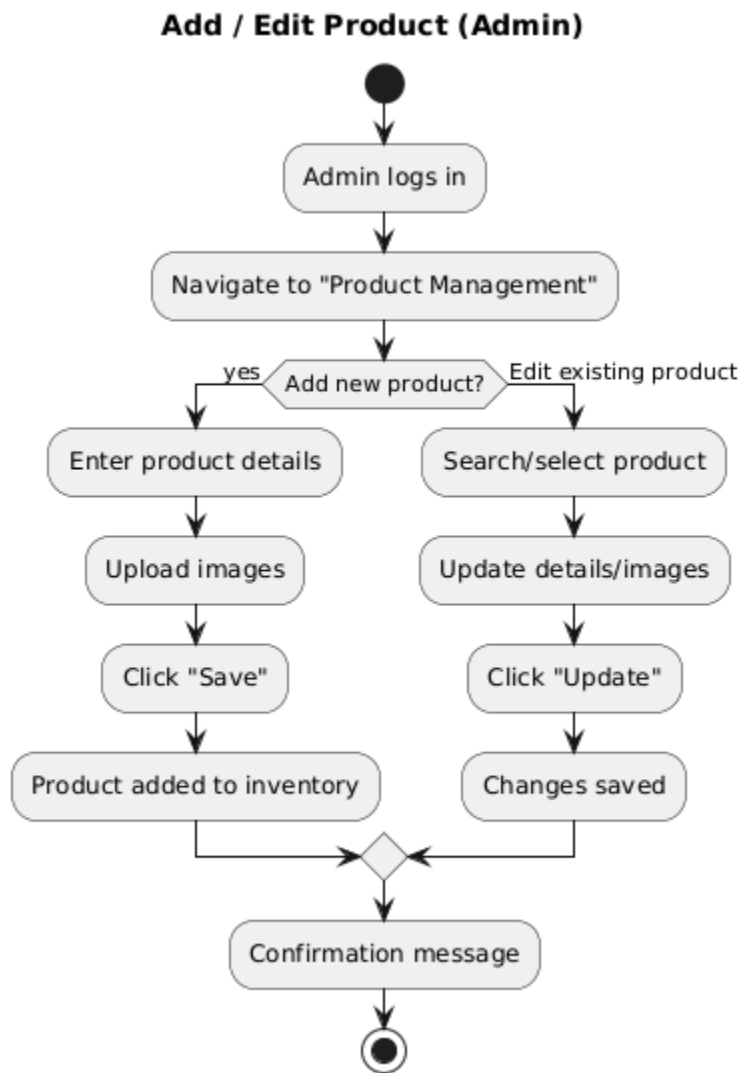 Add / Edit Product (Admin)
Admin logs in
Navigate to "Product Management"
Add new product?
yes
Edit existing product
Enter product details
Upload images
Click "Save"
Product added to inventory
Search/select product
Update details/images
Click "Update"
Changes saved
Confirmation message